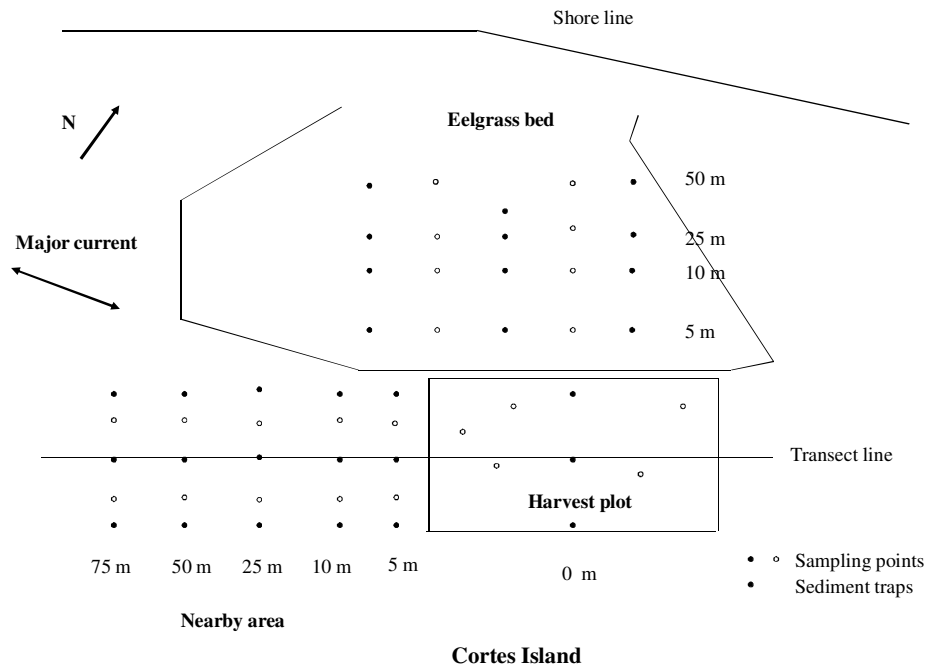 Shore line
N
Eelgrass bed
50 m
Major current
25 m
10 m
5 m
Transect line
Harvest plot
75 m 50 m 25 m 10 m 5 m
0 m
Sampling points
Sediment traps
Nearby area
Cortes Island